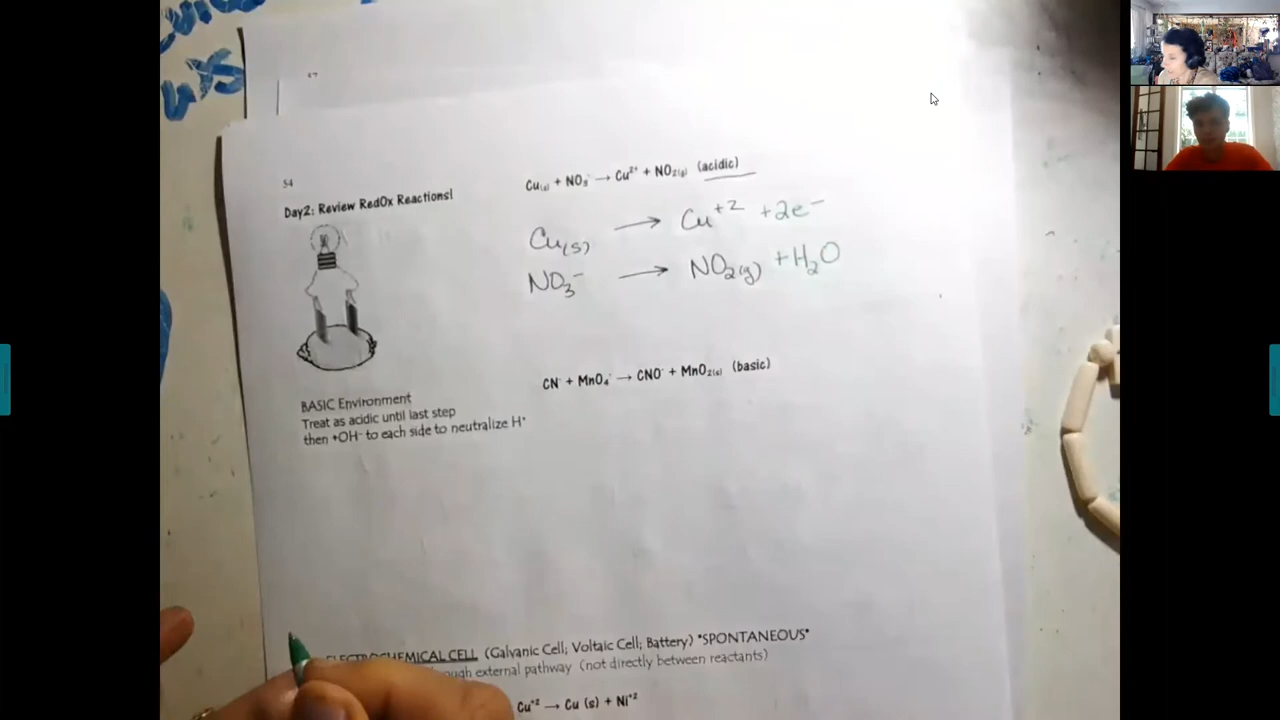 54
Day2: Review RedOx Reactions!
Cu(s) + NO₃⁻ → Cu²⁺ + NO₂(g) (acidic)
Cu(s) → Cu⁺² + 2e⁻
NO₃⁻ → NO₂(g) + H₂O
CN⁻ + MnO₄⁻ → CNO⁻ + MnO₂(s) (basic)
BASIC Environment
Treat as acidic until last step
then +OH⁻ to each side to neutralize H⁺
ELECTROCHEMICAL CELL (Galvanic Cell; Voltaic Cell; Battery) *SPONTANEOUS*
external pathway (not directly between reactants)
Cu⁺² → Cu (s) + Ni⁺²